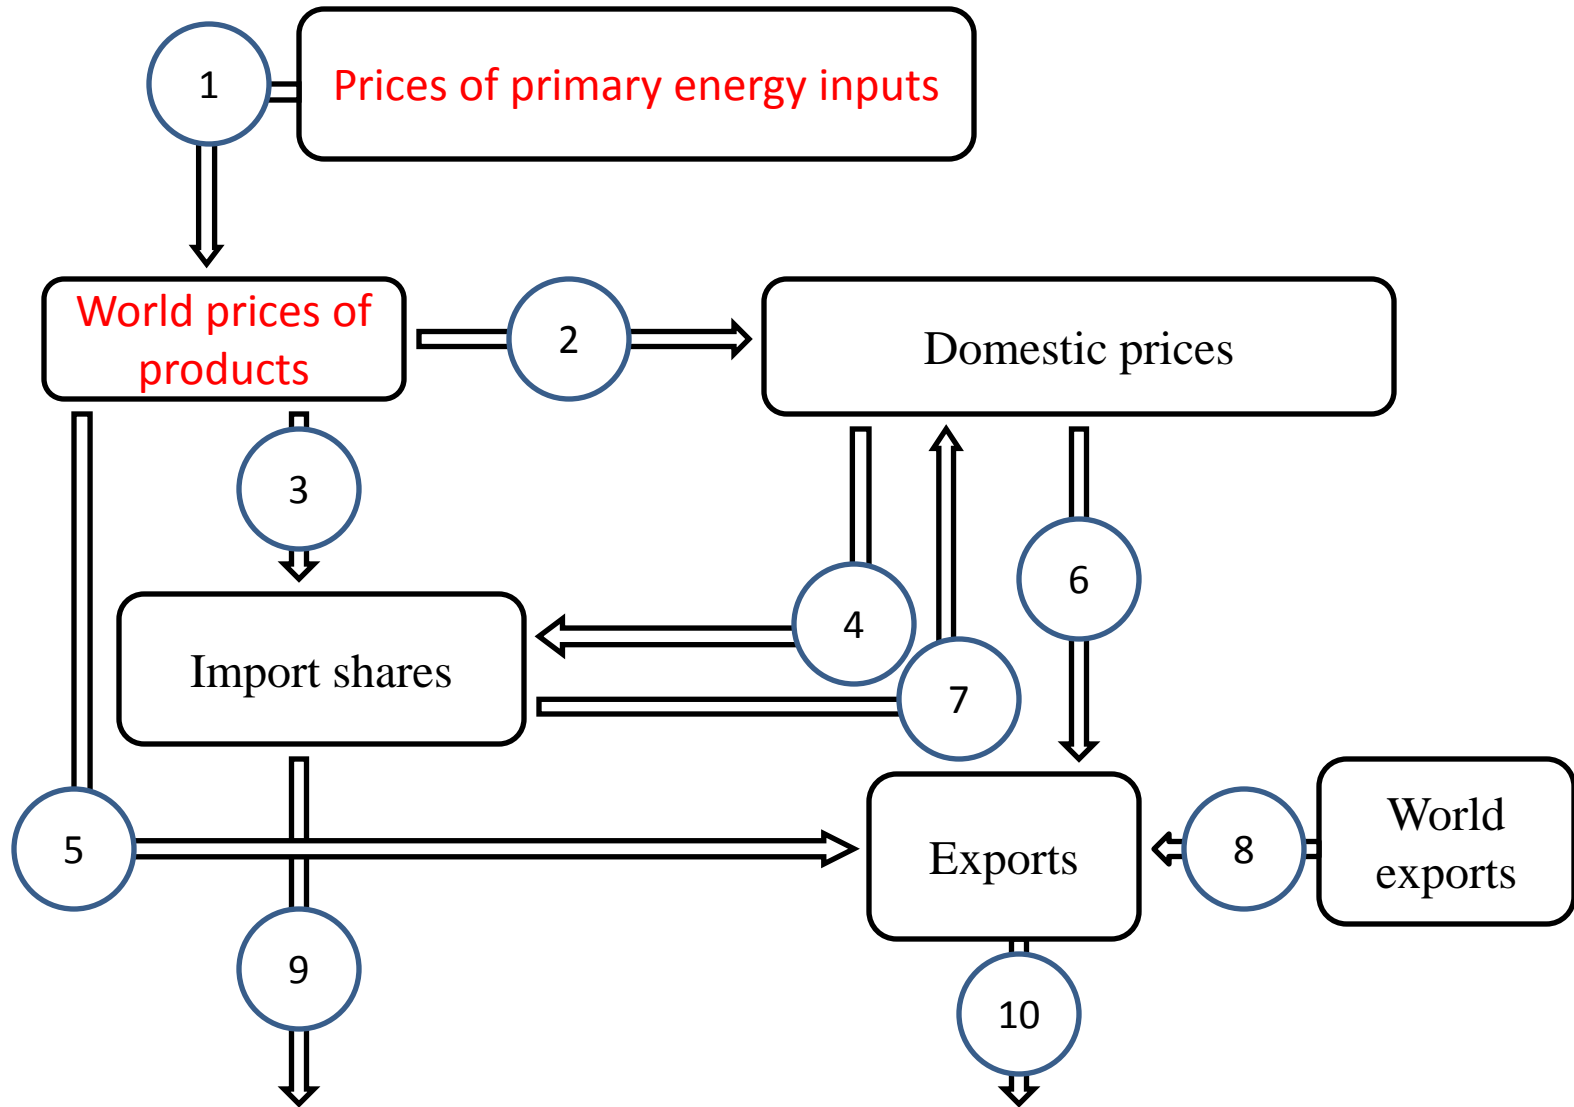 1
Prices of primary energy inputs
World prices of
products
2
Domestic prices
3
4
6
Import shares
7
5
Exports
8
World
exports
9
10